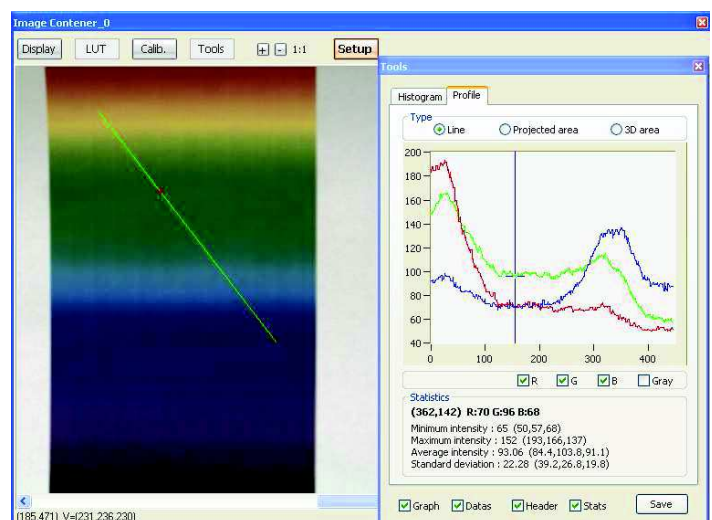 Image Contener_0
Display LUT Calib. Tools + - 1:1 Setup
Tools
Histogram Profile
Type
Line Projected area 3D area
200
180
160
140
120
100
80
60
40
0 100 200 300 400
R G B Gray
Statistics
(362,142) R:70 G:96 B:68
Minimum intensity : 65 (50,57,68)
Maximum intensity : 152 (193,166,137)
Average intensity : 93.06 (84.4,103.8,91.1)
Standard deviation : 22.28 (39.2,26.8,19.8)
Graph Datas Header Stats Save
(185,471) V=(231,236,230)